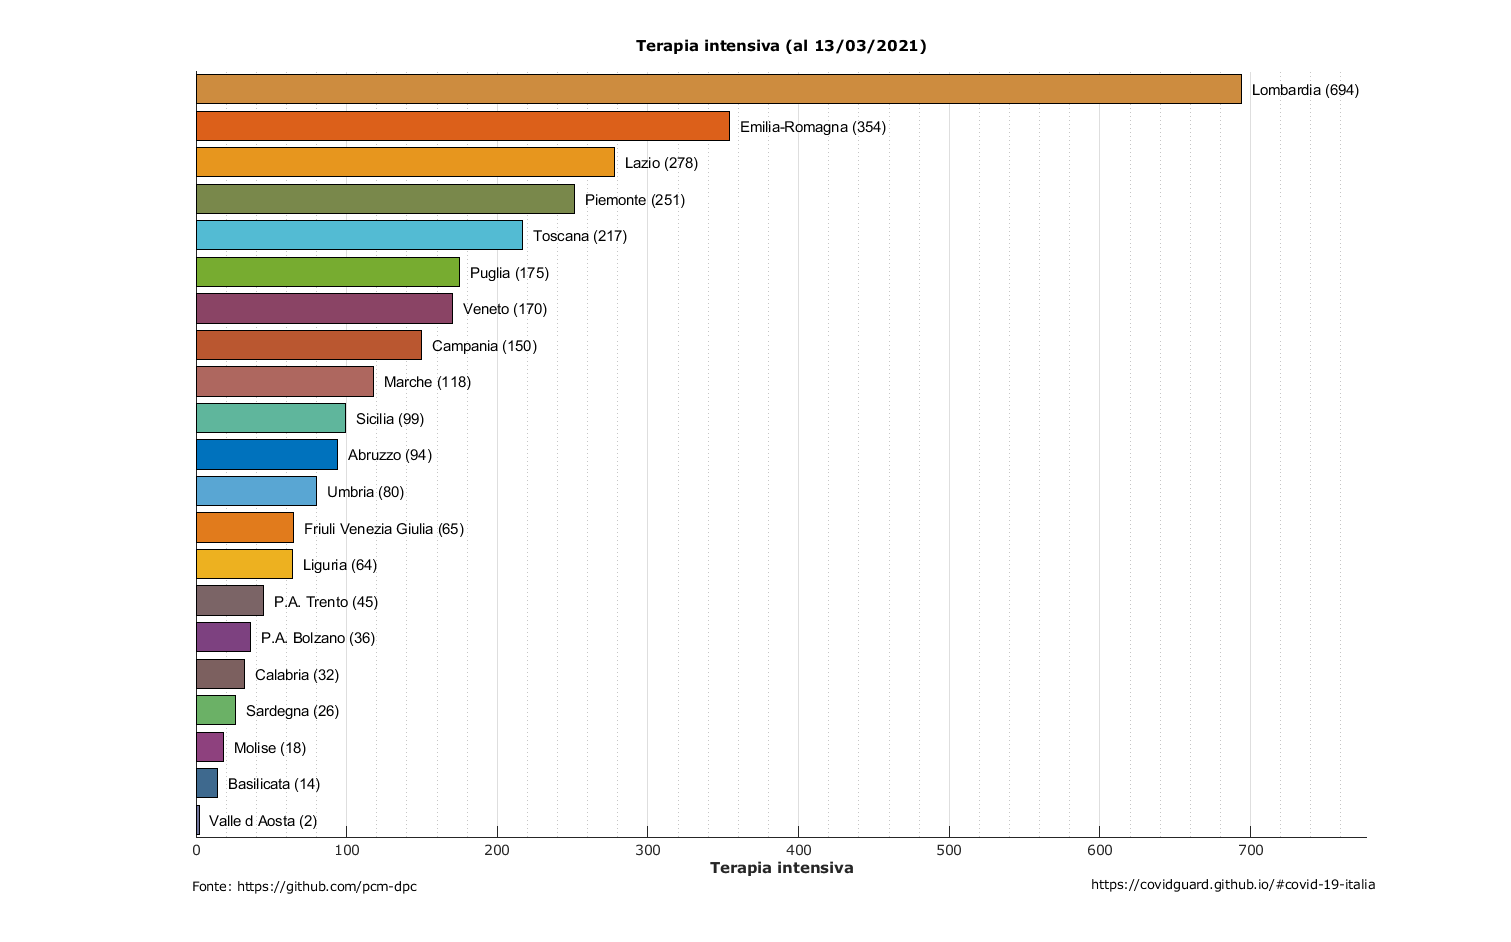 Terapia intensiva (al 13/03/2021)
Lombardia (694)
Emilia-Romagna (354)
Lazio (278)
Piemonte (251)
Toscana (217)
Puglia (175)
Veneto (170)
Campania (150)
Marche (118)
Sicilia (99)
Abruzzo (94)
Umbria (80)
Friuli Venezia Giulia (65)
Liguria (64)
P.A. Trento (45)
P.A. Bolzano (36)
Calabria (32)
Sardegna (26)
Molise (18)
Basilicata (14)
Valle d Aosta (2)
0 100 200 300 400 500 600 700
Terapia intensiva
Fonte: https://github.com/pcm-dpc
https://covidguard.github.io/#covid-19-italia